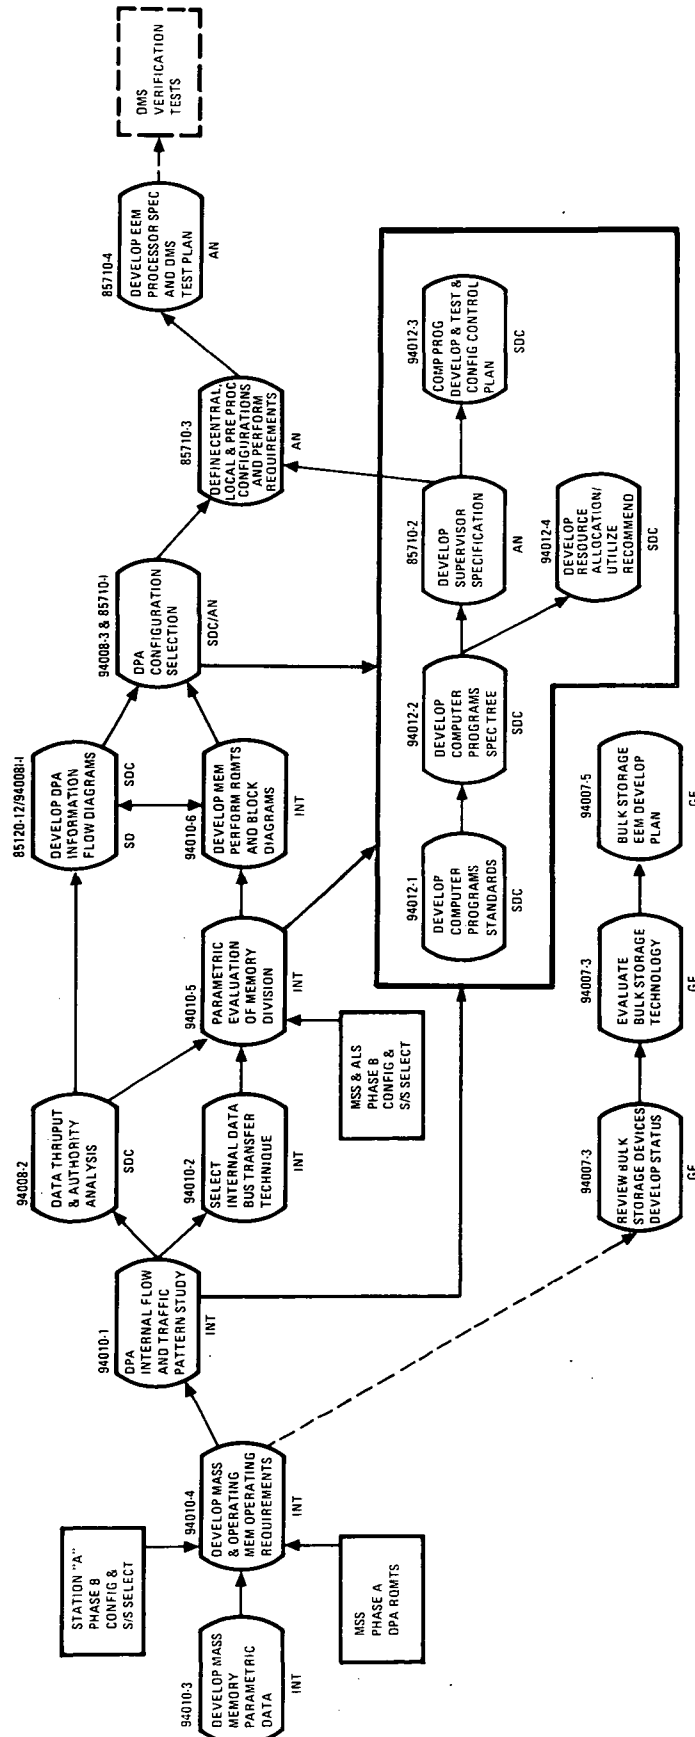 94010-3
DEVELOP MASS
MEMORY
PARAMETRIC
DATA
INT
STATION "A"
PHASE B
CONFIG &
S/S SELECT
MSS
PHASE A
DPA RQMTS
94010-4
DEVELOP MASS
& OPERATING
MEM OPERATING
REQUIREMENTS
INT
94010-1
DPA
INTERNAL FLOW
AND TRAFFIC
PATTERN STUDY
INT
94008-2
DATA THRUPUT
& AUTHORITY
ANALYSIS
SDC
94010-2
SELECT
INTERNAL DATA
BUS TRANSFER
TECHNIQUE
INT
MSS & ALS
PHASE B
CONFIG &
S/S SELECT
94010-5
PARAMETRIC
EVALUATION
OF MEMORY
DIVISION
INT
85120-12/94008I-I
DEVELOP DPA
INFORMATION
FLOW DIAGRAMS
SD SDC
94010-6
DEVELOP MEM
PERFORM RQMTS
AND BLOCK
DIAGRAMS
INT
94008-3 & 85710-I
DPA
CONFIGURATION
SELECTION
SDC/AN
85710-3
DEFINE CENTRAL,
LOCAL & PRE PROC
CONFIGURATIONS
AND PERFORM
REQUIREMENTS
AN
85710-4
DEVELOP EEM
PROCESSOR SPEC
AND DMS
TEST PLAN
AN
DMS
VERIFICATION
TESTS
94012-1
DEVELOP
COMPUTER
PROGRAMS
STANDARDS
SDC
94012-2
DEVELOP
COMPUTER
PROGRAMS
SPEC TREE
SDC
85710-2
DEVELOP
SUPERVISOR
SPECIFICATION
AN
94012-3
COMP PROG
DEVELOP & TEST &
CONFIG CONTROL
PLAN
SDC
94012-4
DEVELOP
RESOURCE
ALLOCATION/
UTILIZE
RECOMMEND
SDC
94007-3
REVIEW BULK
STORAGE DEVICES
DEVELOP STATUS
GE
94007-3
EVALUATE
BULK STORAGE
TECHNOLOGY
GE
94007-5
BULK STORAGE
EEM DEVELOP
PLAN
GE